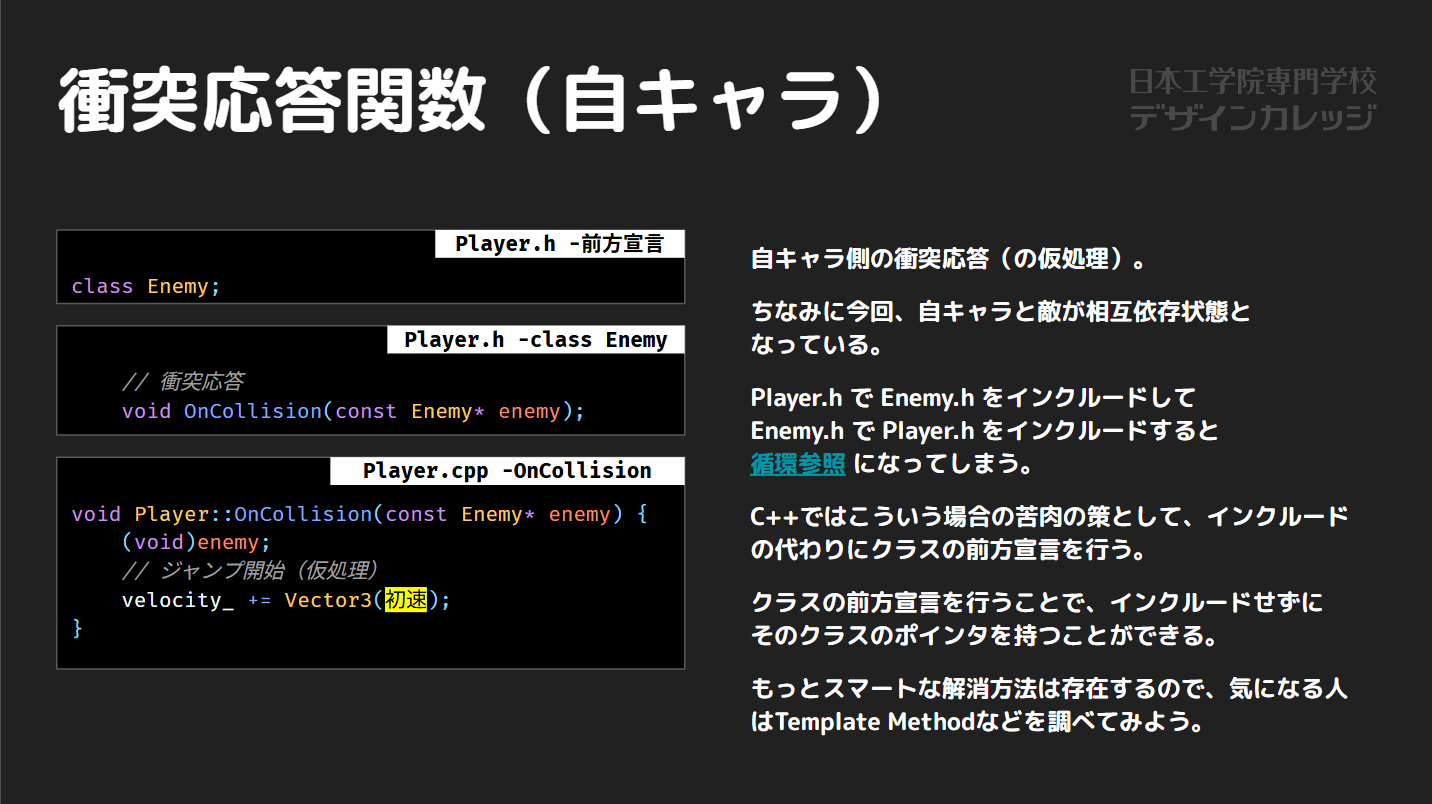 衝突応答関数（自キャラ）
日本工学院専門学校
デザインカレッジ
Player.h -前方宣言
class Enemy;
Player.h -class Enemy
// 衝突応答
void OnCollision(const Enemy* enemy);
Player.cpp -OnCollision
void Player::OnCollision(const Enemy* enemy) {
(void)enemy;
// ジャンプ開始（仮処理）
velocity_ += Vector3(初速);
}
自キャラ側の衝突応答（の仮処理）。
ちなみに今回、自キャラと敵が相互依存状態と
なっている。
Player.h で Enemy.h をインクルードして
Enemy.h で Player.h をインクルードすると
循環参照 になってしまう。
C++ではこういう場合の苦肉の策として、インクルード
の代わりにクラスの前方宣言を行う。
クラスの前方宣言を行うことで、インクルードせずに
そのクラスのポインタを持つことができる。
もっとスマートな解消方法は存在するので、気になる人
はTemplate Methodなどを調べてみよう。